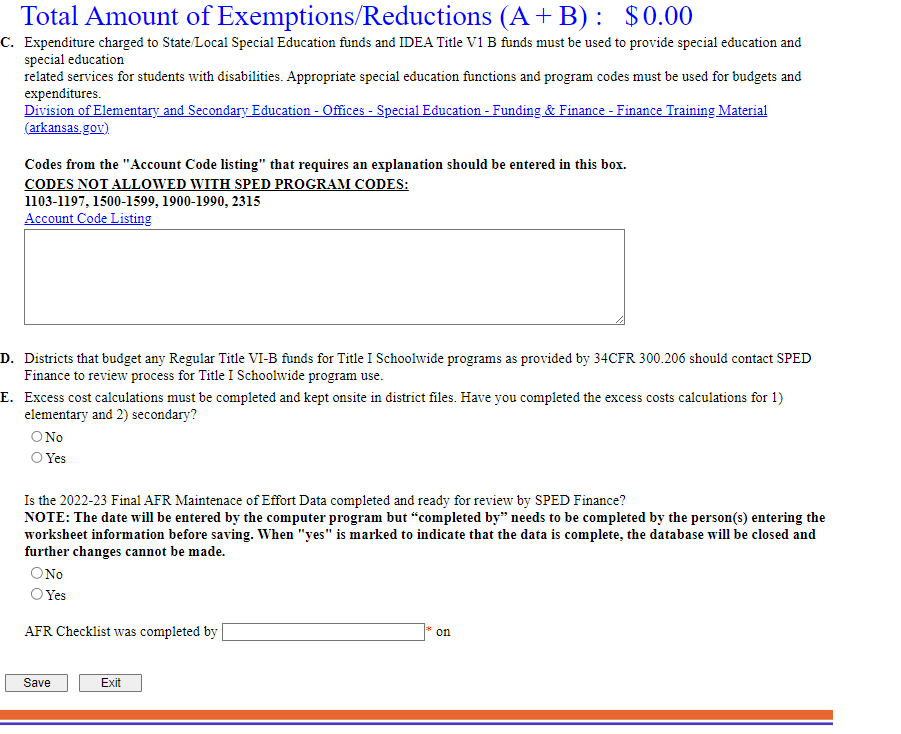 Total Amount of Exemptions/Reductions (A + B) : $ 0.00
C. Expenditure charged to State/Local Special Education funds and IDEA Title V1 B funds must be used to provide special education and
special education
related services for students with disabilities. Appropriate special education functions and program codes must be used for budgets and
expenditures.
Division of Elementary and Secondary Education - Offices - Special Education - Funding & Finance - Finance Training Material
(arkansas.gov)
Codes from the "Account Code listing" that requires an explanation should be entered in this box.
CODES NOT ALLOWED WITH SPED PROGRAM CODES:
1103-1197, 1500-1599, 1900-1990, 2315
Account Code Listing
D. Districts that budget any Regular Title VI-B funds for Title I Schoolwide programs as provided by 34CFR 300.206 should contact SPED
Finance to review process for Title I Schoolwide program use.
E. Excess cost calculations must be completed and kept onsite in district files. Have you completed the excess costs calculations for 1)
elementary and 2) secondary?
No
Yes
Is the 2022-23 Final AFR Maintenace of Effort Data completed and ready for review by SPED Finance?
NOTE: The date will be entered by the computer program but “completed by” needs to be completed by the person(s) entering the
worksheet information before saving. When "yes" is marked to indicate that the data is complete, the database will be closed and
further changes cannot be made.
No
Yes
AFR Checklist was completed by * on
Save Exit